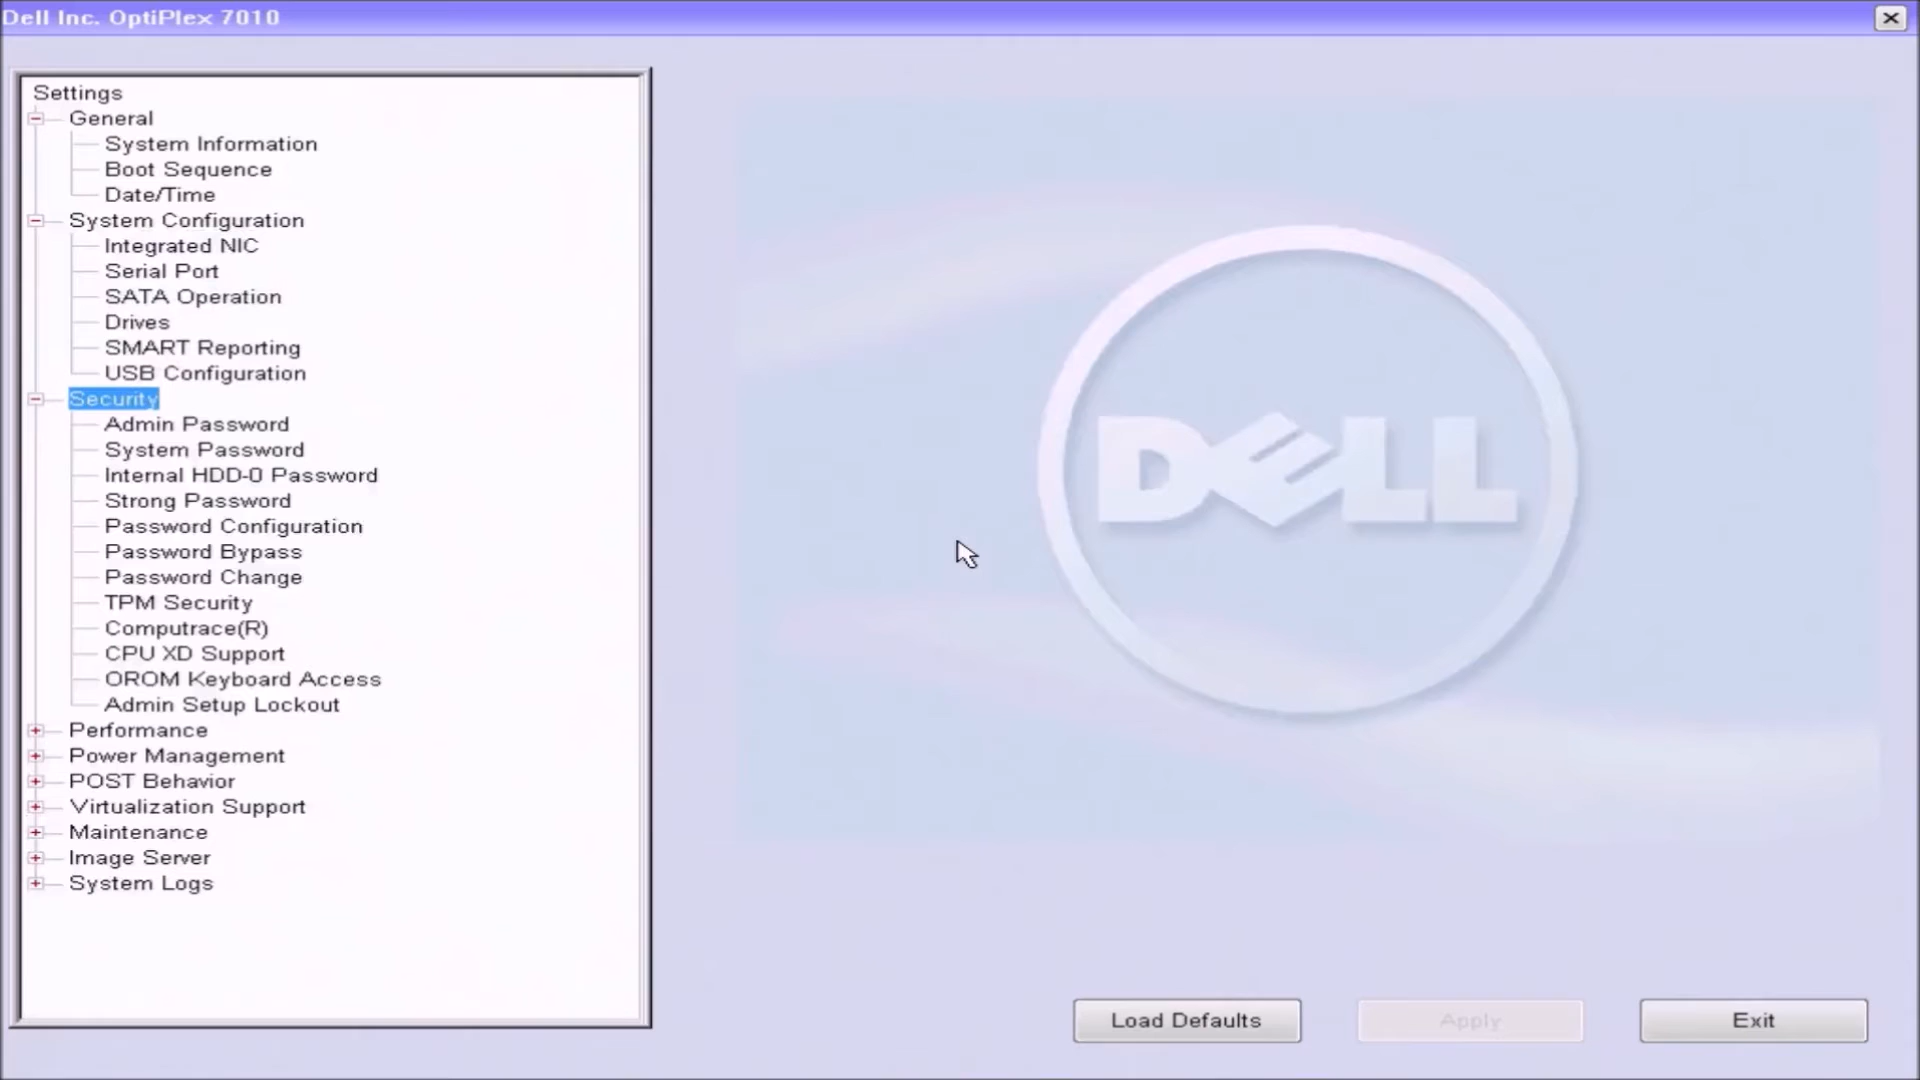 Dell Inc. OptiPlex 7010
Settings
General
System Information
Boot Sequence
Date/Time
System Configuration
Integrated NIC
Serial Port
SATA Operation
Drives
SMART Reporting
USB Configuration
Security
Admin Password
System Password
Internal HDD-0 Password
Strong Password
Password Configuration
Password Bypass
Password Change
TPM Security
Computrace(R)
CPU XD Support
OROM Keyboard Access
Admin Setup Lockout
Performance
Power Management
POST Behavior
Virtualization Support
Maintenance
Image Server
System Logs
DELL
Load Defaults
Apply
Exit